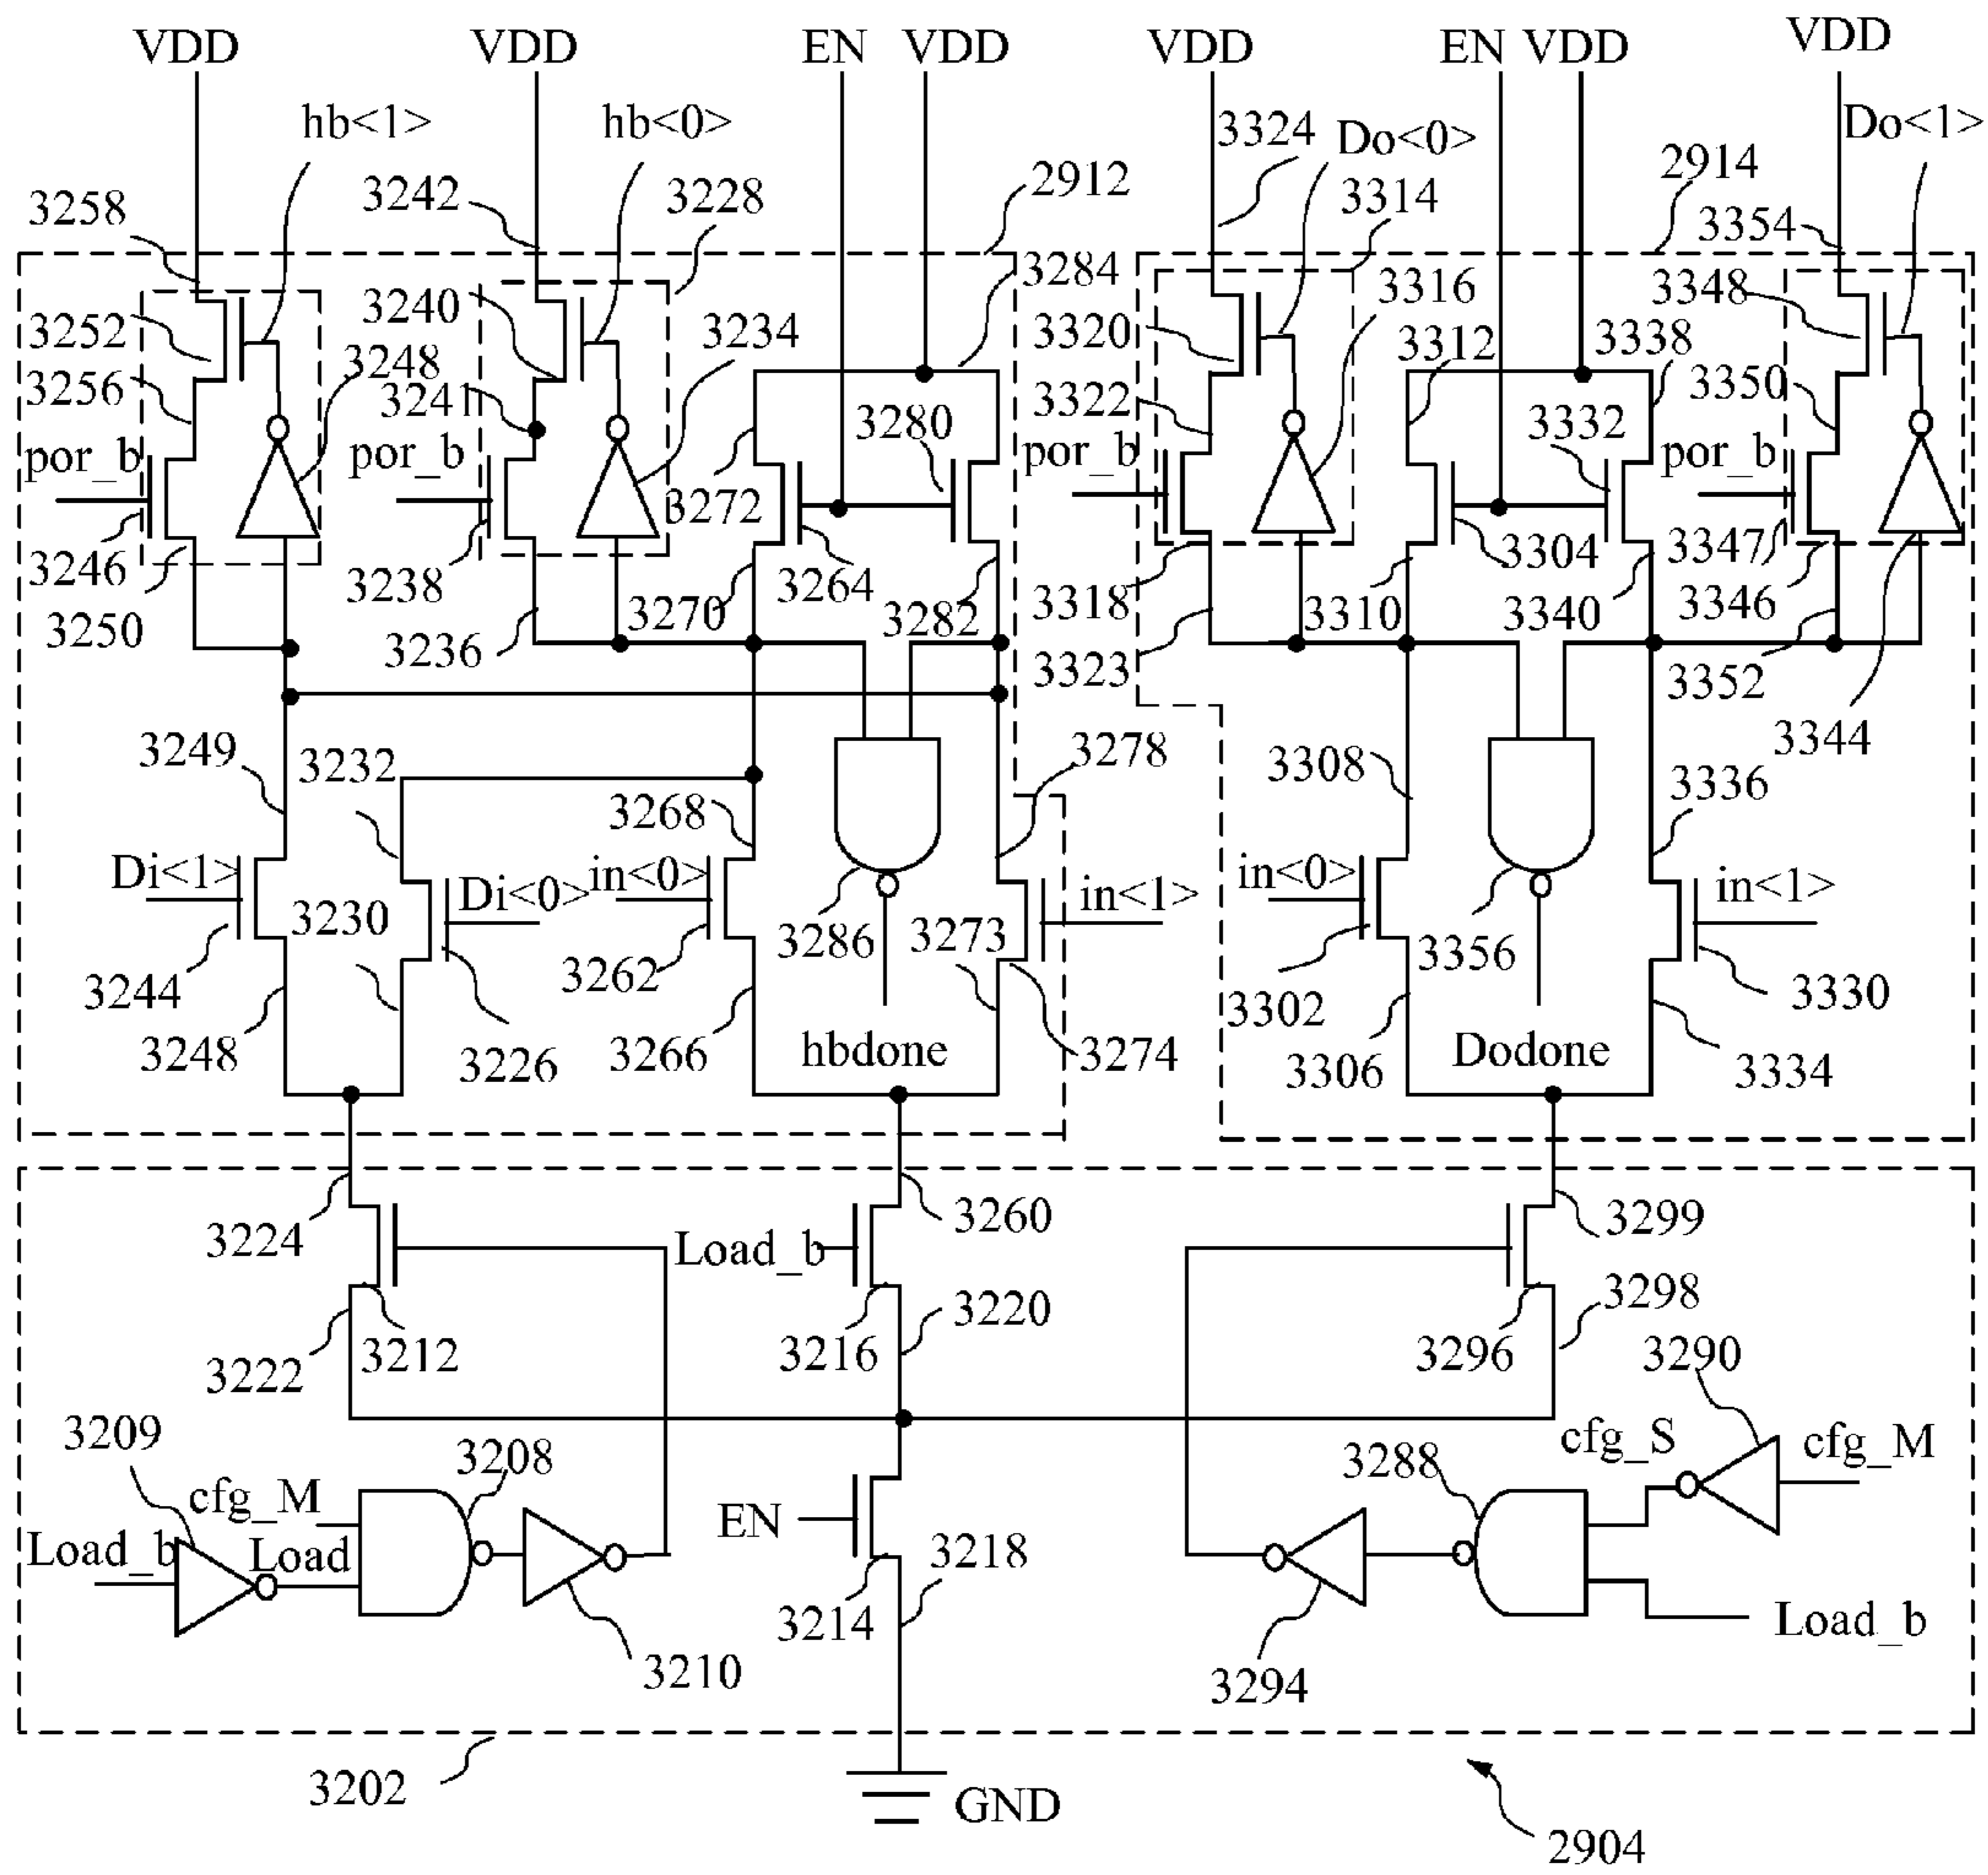 VDD VDD EN VDD VDD EN VDD VDD
hb<1> hb<0> 3324 Do<0> Do<1>
3258 3242 3228 2912 3314 2914 3354
3252 3240 3234 3284 3320 3316 3348
3256 3248 3241 3280 3322 3312 3338 3350
por_b por_b 3272 por_b 3332 por_b
3246 3238 3264 3318 3304 3347
3250 3236 3270 3282 3323 3310 3340 3346
3352
3249 3232 3278 3308 3344
3268 3336
Di<1> Di<0> in<0> in<1> in<0> in<1>
3230 3286 3273 3356
3244 3262 3302 3330
3248 3226 3266 hbdone 3274 3306 Dodone 3334
3224 Load_b 3260 3299
3222 3212 3216 3220 3296 3298
3290
3209 3208 cfg_S cfg_M
cfg_M 3288
Load_b Load EN
3214 3218 Load_b
3210 3294
3202 GND
2904